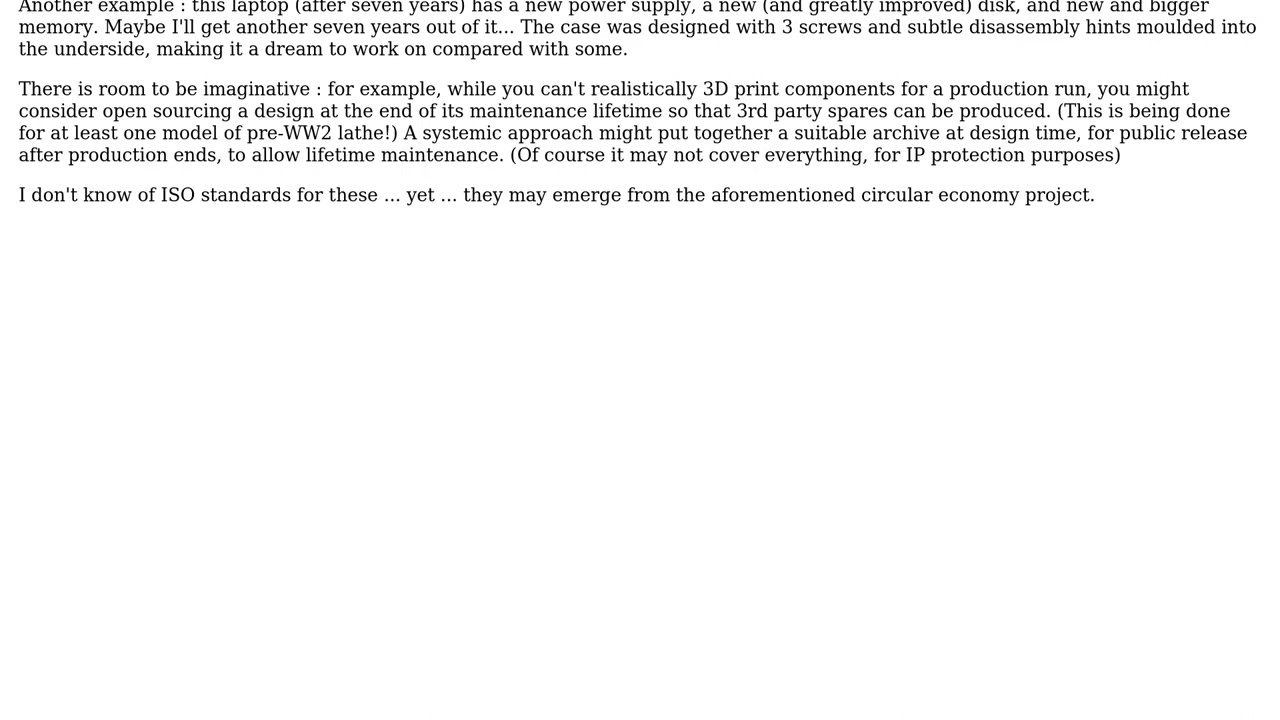 Another example : this laptop (after seven years) has a new power supply, a new (and greatly improved) disk, and new and bigger
memory. Maybe I'll get another seven years out of it... The case was designed with 3 screws and subtle disassembly hints moulded into
the underside, making it a dream to work on compared with some.
There is room to be imaginative : for example, while you can't realistically 3D print components for a production run, you might
consider open sourcing a design at the end of its maintenance lifetime so that 3rd party spares can be produced. (This is being done
for at least one model of pre-WW2 lathe!) A systemic approach might put together a suitable archive at design time, for public release
after production ends, to allow lifetime maintenance. (Of course it may not cover everything, for IP protection purposes)
I don't know of ISO standards for these ... yet ... they may emerge from the aforementioned circular economy project.